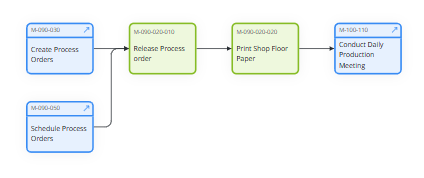 M-090-030
Create Process
Orders
M-090-020-010
Release Process
order
M-090-020-020
Print Shop Floor
Paper
M-100-110
Conduct Daily
Production
Meeting
M-090-050
Schedule Process
Orders